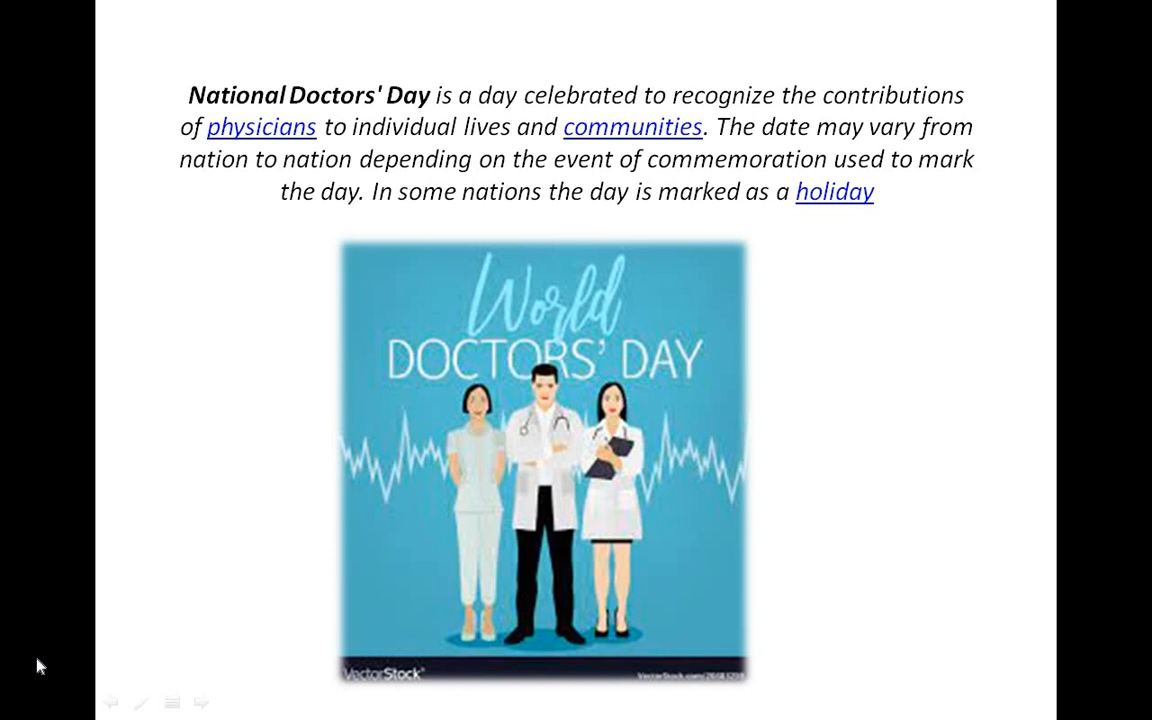 National Doctors' Day is a day celebrated to recognize the contributions
of physicians to individual lives and communities. The date may vary from
nation to nation depending on the event of commemoration used to mark
the day. In some nations the day is marked as a holiday
World
DOCTORS' DAY
VectorStock®